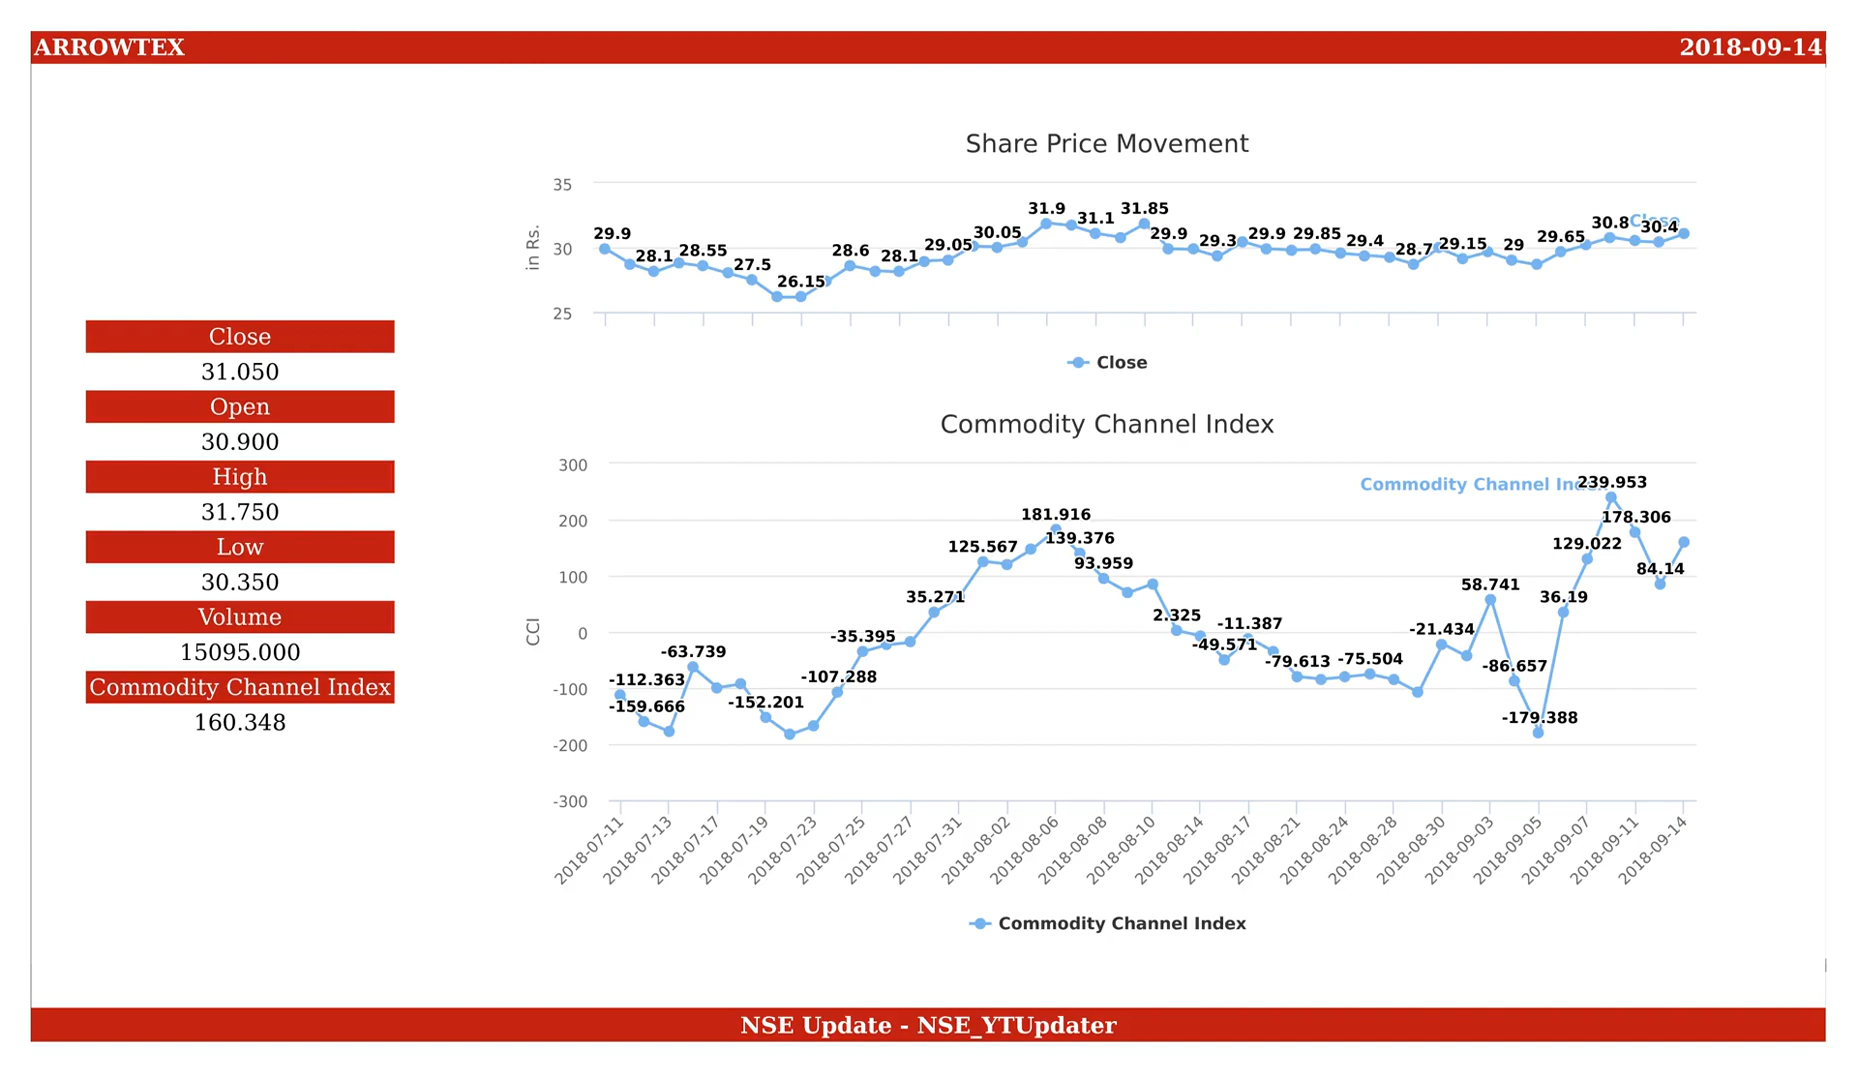 ARROWTEX 2018-09-14
Close
31.050
Open
30.900
High
31.750
Low
30.350
Volume
15095.000
Commodity Channel Index
160.348
Share Price Movement
in Rs.
35
30
25
29.9 28.1 28.55 27.5 26.15 28.6 28.1 29.05 30.05 31.9 31.1 31.85 29.9 29.3 29.9 29.85 29.4 28.7 29.15 29 29.65 30.8 30.4
Close
Close
Commodity Channel Index
CCI
300
200
100
0
-100
-200
-300
Commodity Channel Index
-112.363 -159.666 -63.739 -152.201 -107.288 -35.395 35.271 125.567 181.916 139.376 93.959 2.325 -49.571 -11.387 -79.613 -75.504 -21.434 58.741 -86.657 -179.388 36.19 129.022 239.953 178.306 84.14
2018-07-11 2018-07-13 2018-07-17 2018-07-19 2018-07-23 2018-07-25 2018-07-27 2018-07-31 2018-08-02 2018-08-06 2018-08-08 2018-08-10 2018-08-14 2018-08-17 2018-08-21 2018-08-24 2018-08-28 2018-08-30 2018-09-03 2018-09-05 2018-09-07 2018-09-11 2018-09-14
Commodity Channel Index
NSE Update - NSE_YTUpdater